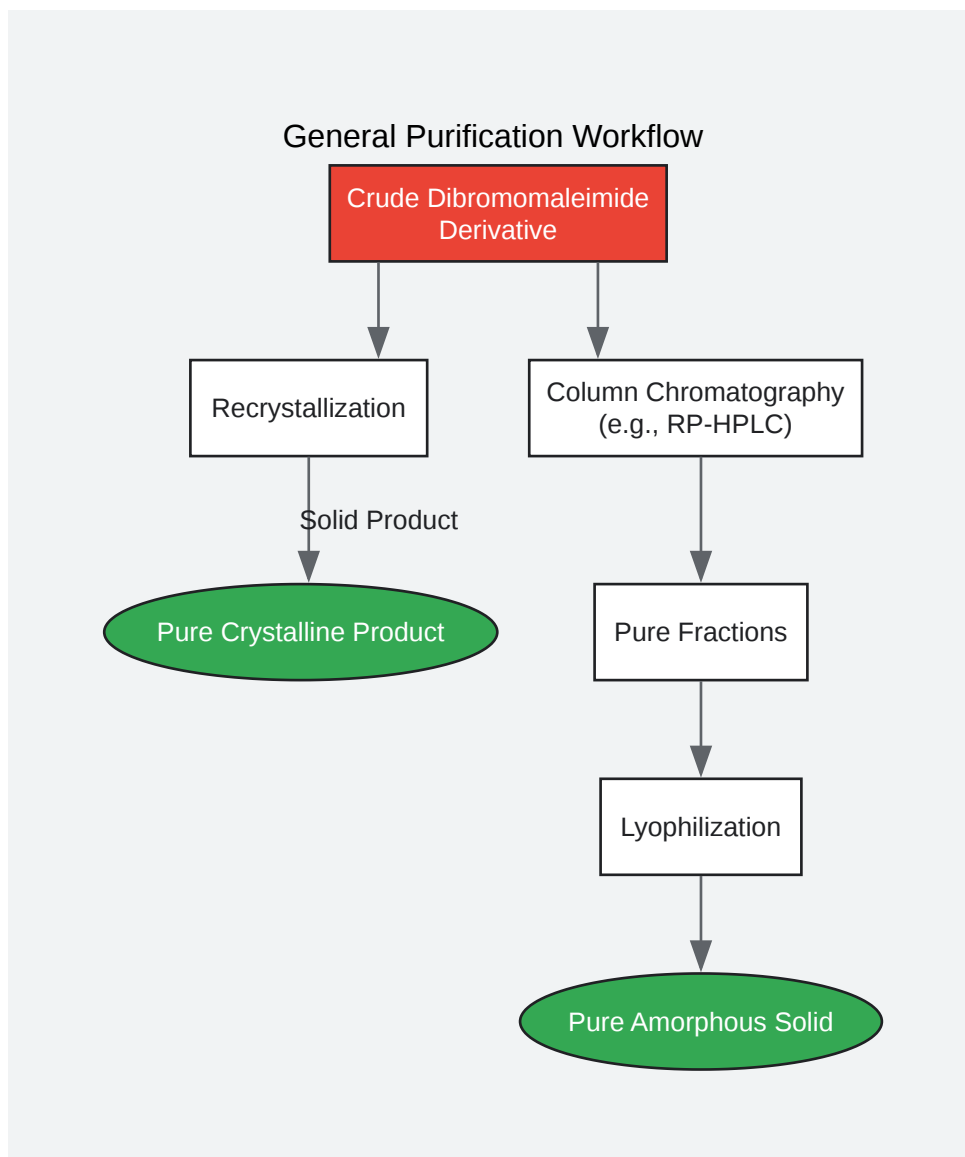 General Purification Workflow
Crude Dibromomaleimide
Derivative
Recrystallization
Column Chromatography
(e.g., RP-HPLC)
Solid Product
Pure Crystalline Product
Pure Fractions
Lyophilization
Pure Amorphous Solid